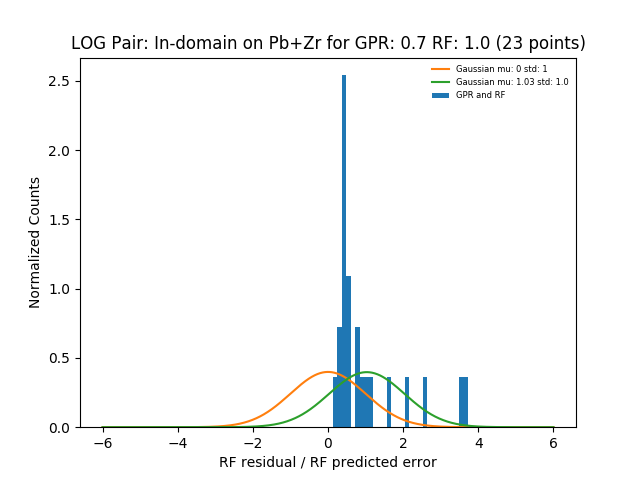 LOG Pair: In-domain on Pb+Zr for GPR: 0.7 RF: 1.0 (23 points)
Gaussian mu: 0 std: 1
Gaussian mu: 1.03 std: 1.0
GPR and RF
Normalized Counts
2.5
2.0
1.5
1.0
0.5
0.0
−6 −4 −2 0 2 4 6
RF residual / RF predicted error